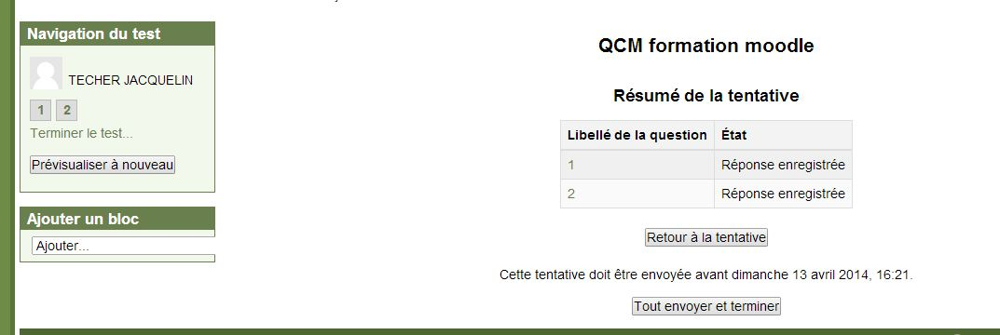 Navigation du test
TECHER JACQUELIN
1 2
Terminer le test...
Prévisualiser à nouveau
Ajouter un bloc
Ajouter...
QCM formation moodle
Résumé de la tentative
Libellé de la question État
1 Réponse enregistrée
2 Réponse enregistrée
Retour à la tentative
Cette tentative doit être envoyée avant dimanche 13 avril 2014, 16:21.
Tout envoyer et terminer